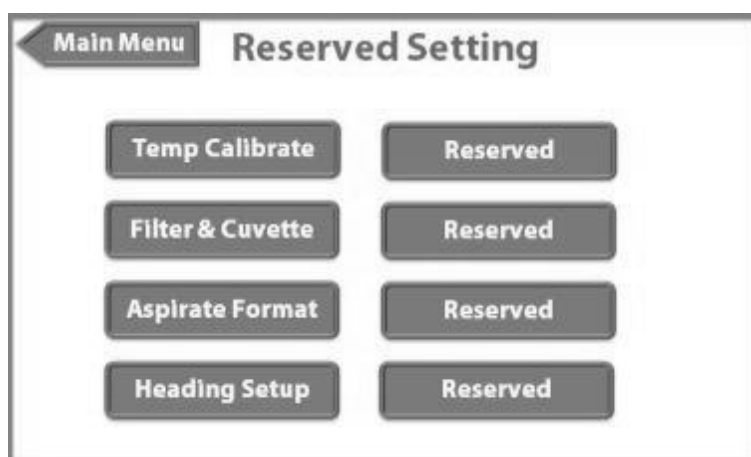 Main Menu
Reserved Setting
Temp Calibrate
Reserved
Filter & Cuvette
Reserved
Aspirate Format
Reserved
Heading Setup
Reserved